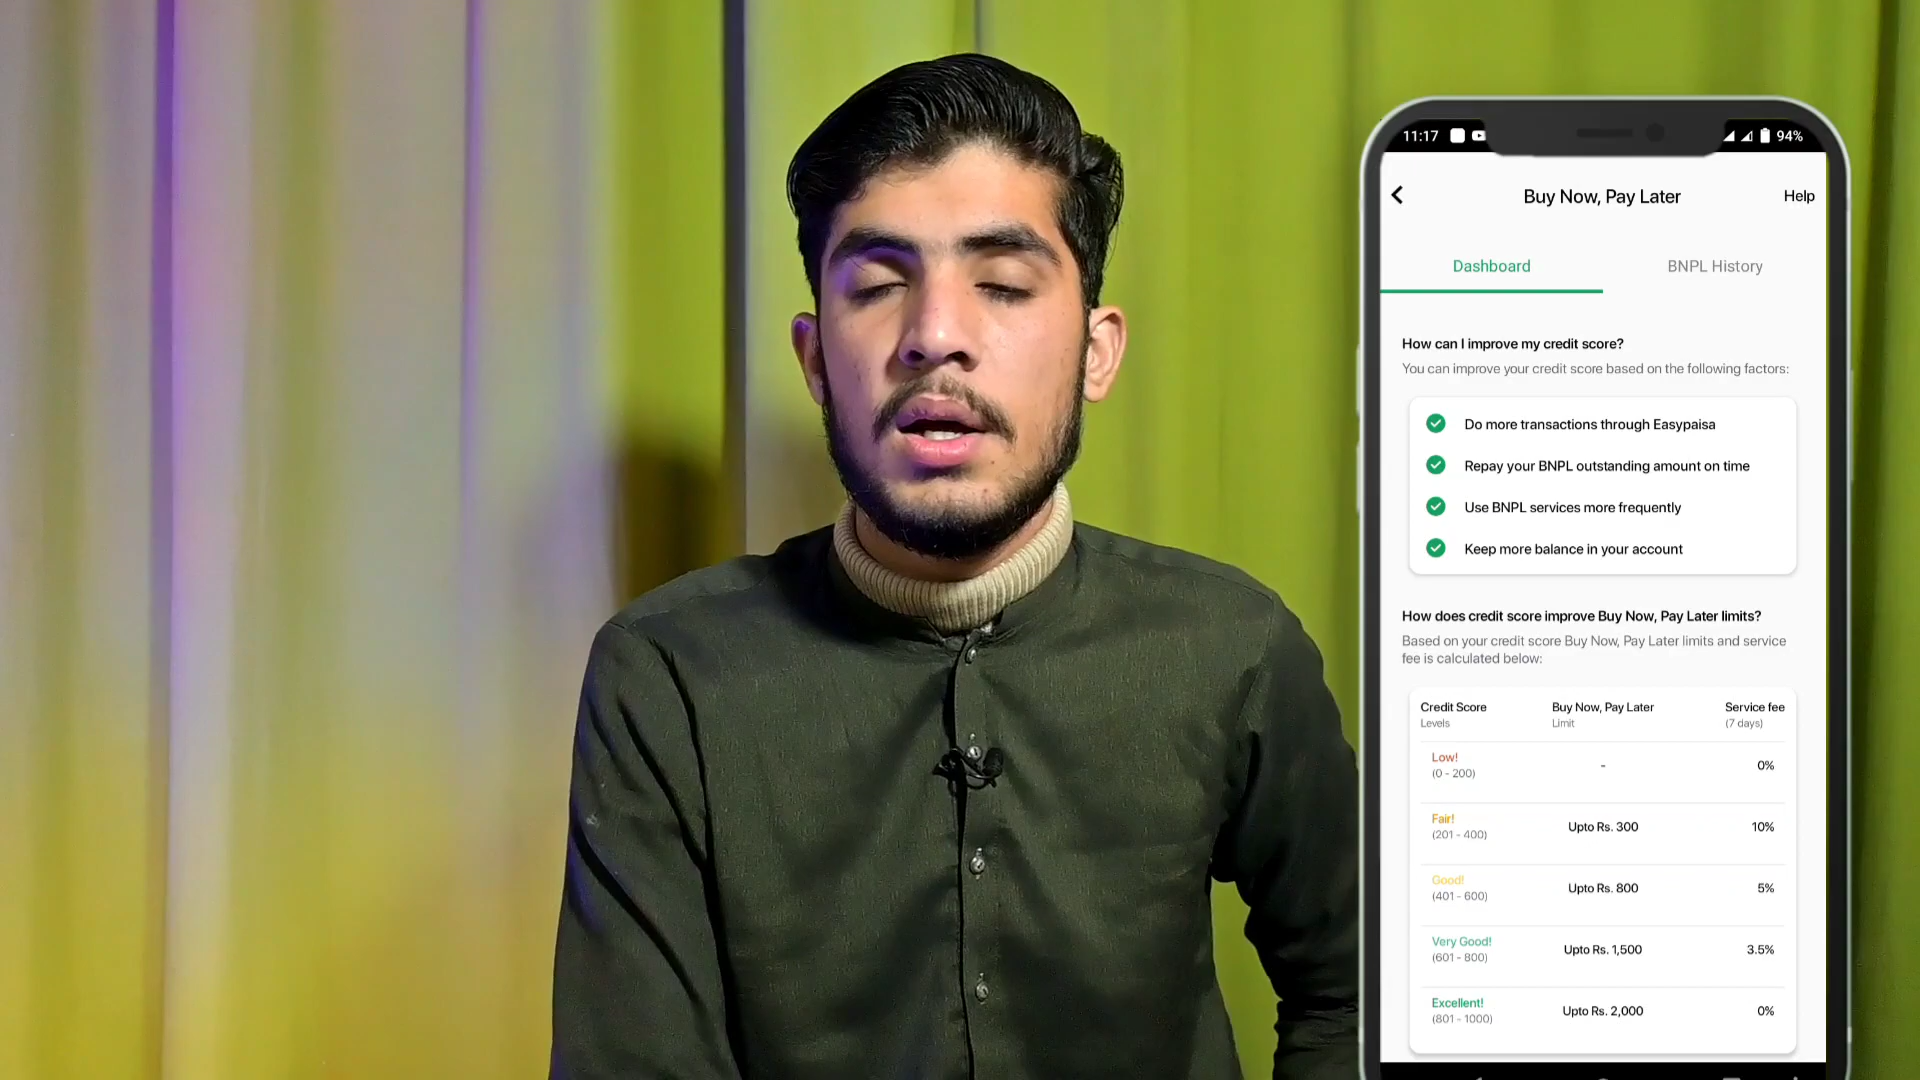 11:17
94%
Buy Now, Pay Later
Help
Dashboard
BNPL History
How can I improve my credit score?
You can improve your credit score based on the following factors:
Do more transactions through Easypaisa
Repay your BNPL outstanding amount on time
Use BNPL services more frequently
Keep more balance in your account
How does credit score improve Buy Now, Pay Later limits?
Based on your credit score Buy Now, Pay Later limits and service
fee is calculated below:
Credit Score Buy Now, Pay Later Service fee
Levels Limit (7 days)
Low!
(0 - 200) - 0%
Fair!
(201 - 400) Upto Rs. 300 10%
Good!
(401 - 600) Upto Rs. 800 5%
Very Good!
(601 - 800) Upto Rs. 1,500 3.5%
Excellent!
(801 - 1000) Upto Rs. 2,000 0%